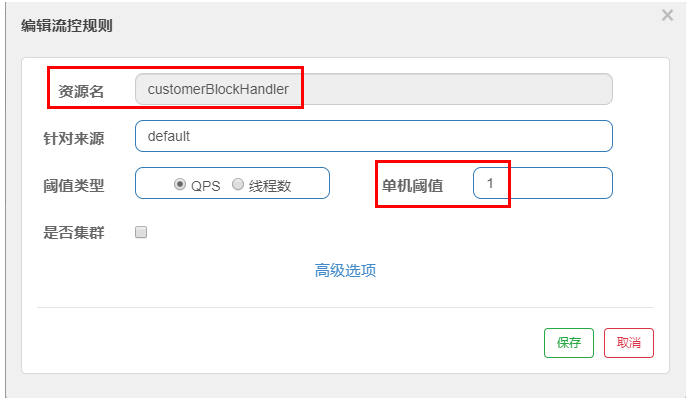 编辑流控规则
×
资源名 customerBlockHandler
针对来源 default
阈值类型 QPS 线程数 单机阈值 1
是否集群
高级选项
保存 取消